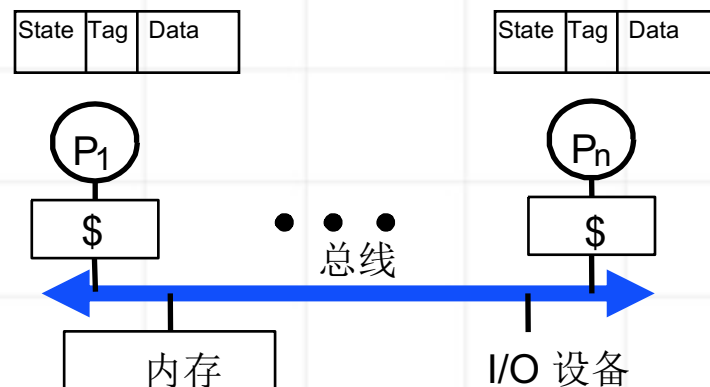 State Tag Data
State Tag Data
P1
Pn
$
$
总线
内存
I/O 设备